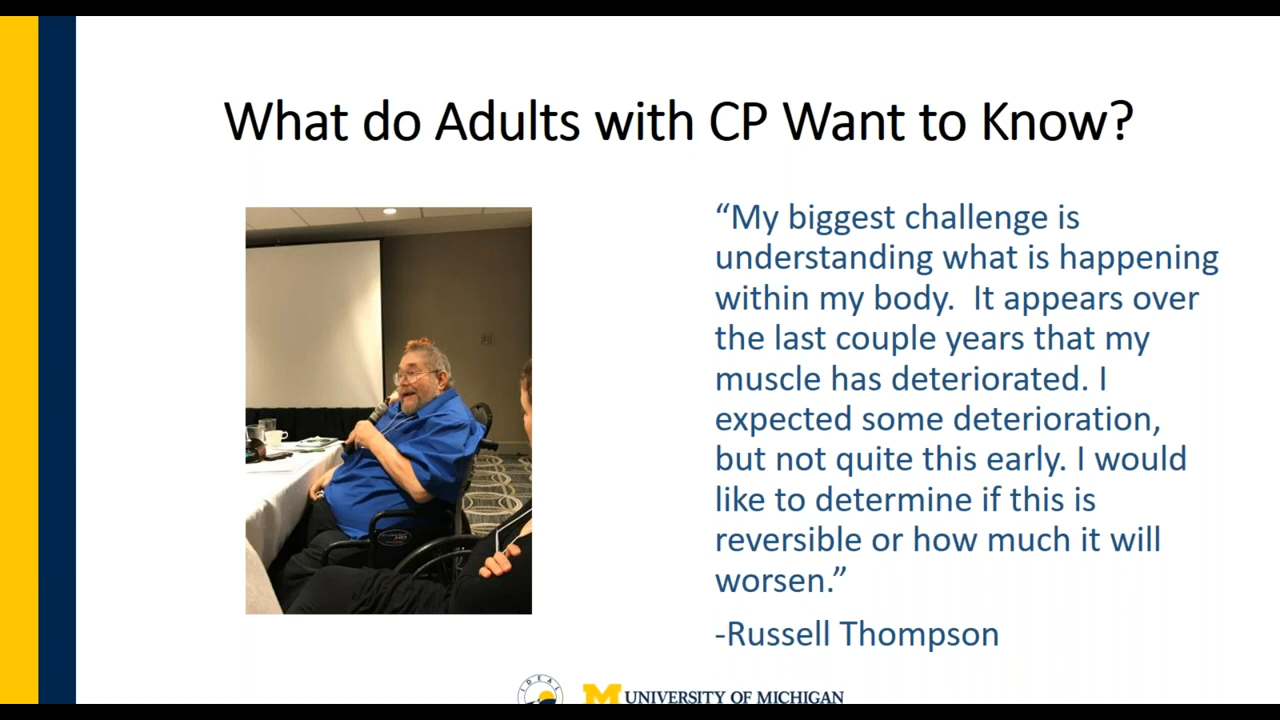 What do Adults with CP Want to Know?
“My biggest challenge is
understanding what is happening
within my body.  It appears over
the last couple years that my
muscle has deteriorated. I
expected some deterioration,
but not quite this early. I would
like to determine if this is
reversible or how much it will
worsen.”
-Russell Thompson
IDEAL
M UNIVERSITY OF MICHIGAN